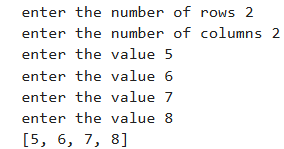 enter the number of rows 2
enter the number of columns 2
enter the value 5
enter the value 6
enter the value 7
enter the value 8
[5, 6, 7, 8]